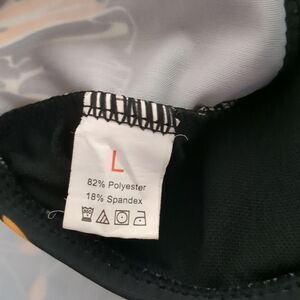 L
82% Polyester
18% Spandex